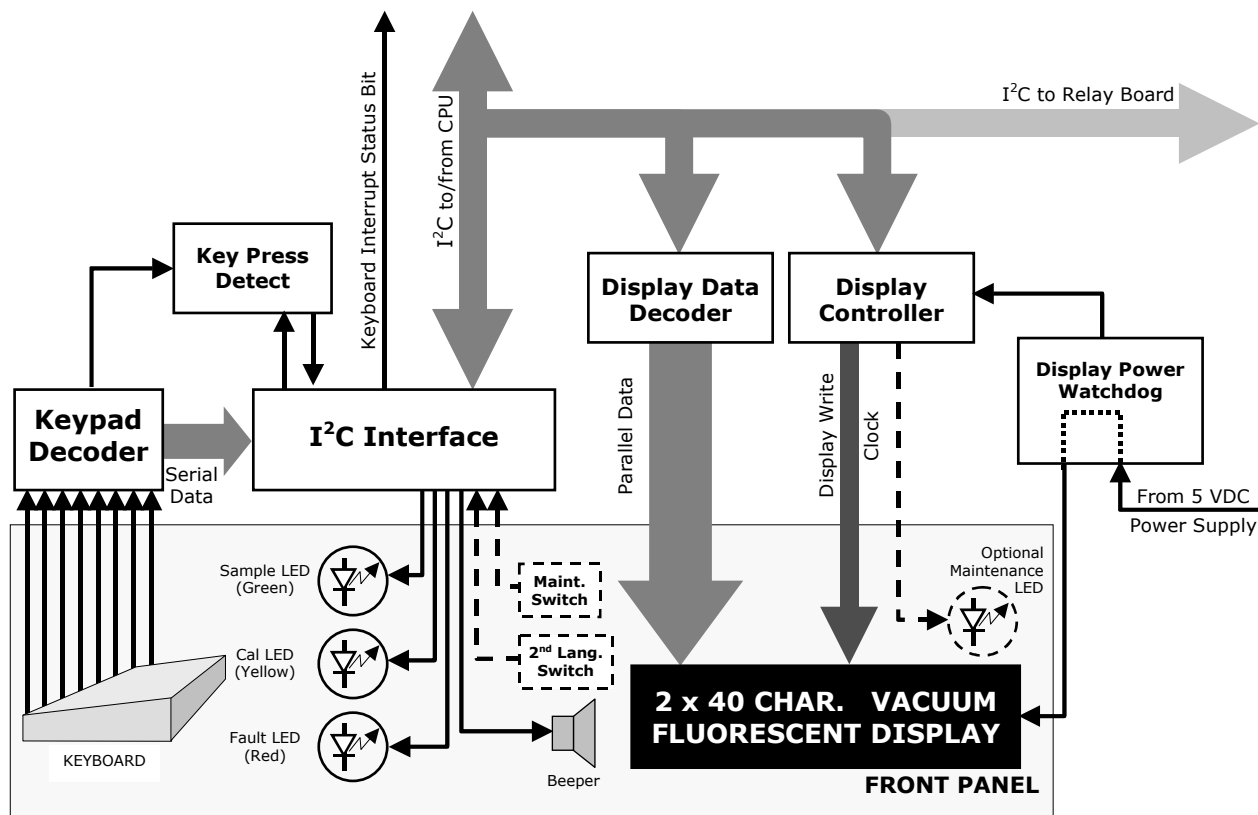 Keyboard Interrupt Status Bit
I²C to/from CPU
I²C to Relay Board
Key Press
Detect
Display Data
Decoder
Display
Controller
Display Power
Watchdog
Keypad
Decoder
Serial
Data
I²C Interface
Parallel Data
Display Write
Clock
From 5 VDC
Power Supply
Sample LED
(Green)
Maint.
Switch
Optional
Maintenance
LED
Cal LED
(Yellow)
2nd Lang.
Switch
Fault LED
(Red)
KEYBOARD
Beeper
2 x 40 CHAR. VACUUM
FLUORESCENT DISPLAY
FRONT PANEL